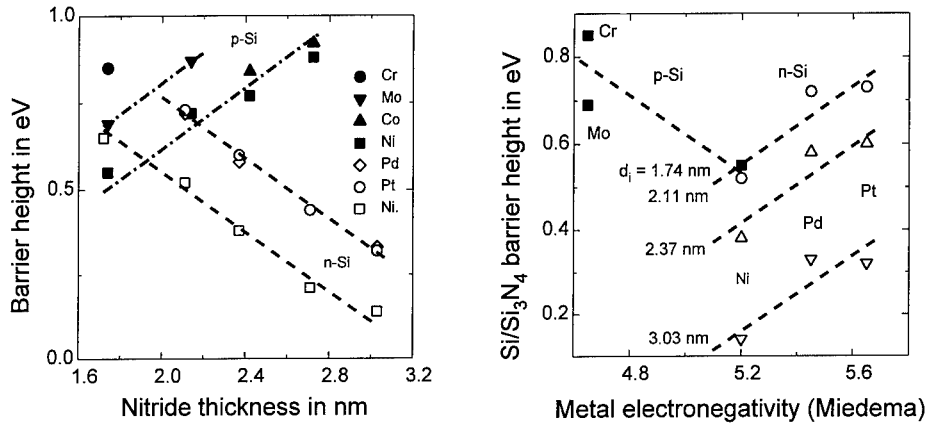 Barrier height in eV
1.0
0.5
0.0
1.6
2.0
2.4
2.8
3.2
Nitride thickness in nm
p-Si
n-Si
Cr
Mo
Co
Ni
Pd
Pt
Ni.
Si/Si3N4 barrier height in eV
0.8
0.6
0.4
0.2
4.8
5.2
5.6
Metal electronegativity (Miedema)
Cr
p-Si
n-Si
Mo
di = 1.74 nm
2.11 nm
2.37 nm
3.03 nm
Ni
Pd
Pt